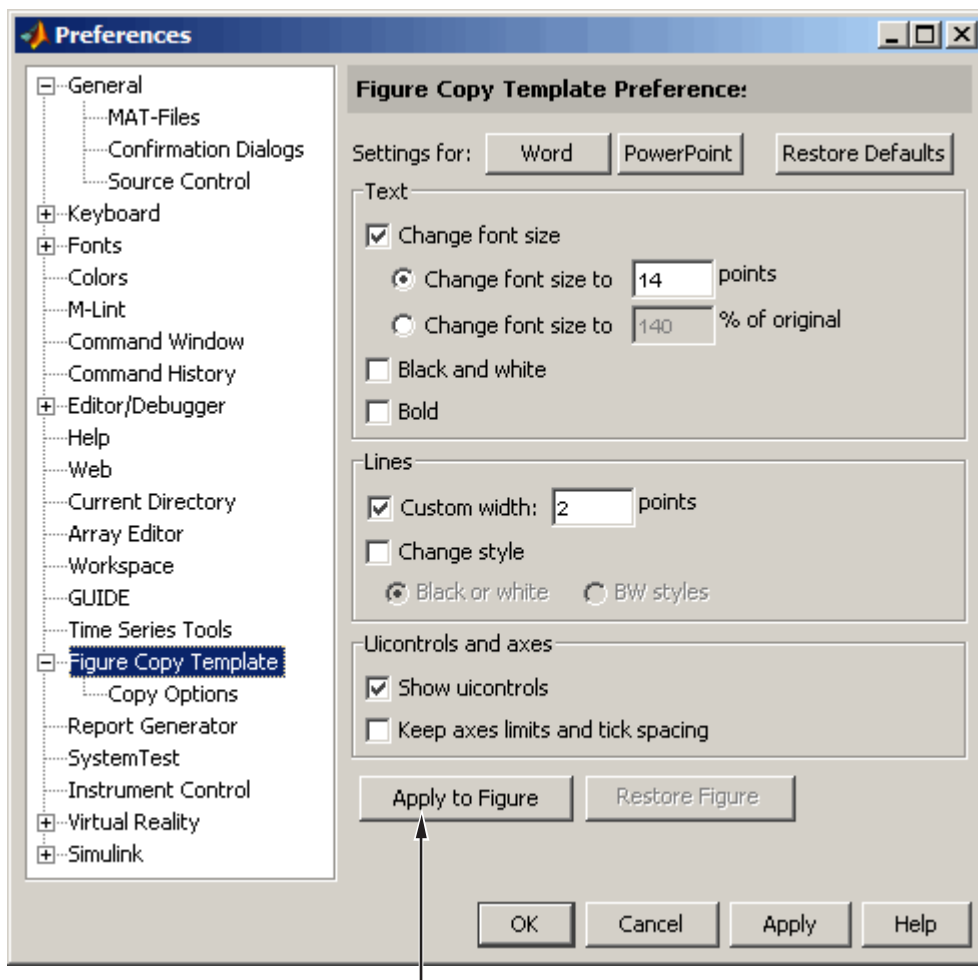 Preferences
General
MAT-Files
Confirmation Dialogs
Source Control
Keyboard
Fonts
Colors
M-Lint
Command Window
Command History
Editor/Debugger
Help
Web
Current Directory
Array Editor
Workspace
GUIDE
Time Series Tools
Figure Copy Template
Copy Options
Report Generator
SystemTest
Instrument Control
Virtual Reality
Simulink
Figure Copy Template Preference:
Settings for: Word PowerPoint Restore Defaults
Text
Change font size
Change font size to 14 points
Change font size to 140 % of original
Black and white
Bold
Lines
Custom width: 2 points
Change style
Black or white BW styles
Uicontrols and axes
Show uicontrols
Keep axes limits and tick spacing
Apply to Figure Restore Figure
OK Cancel Apply Help